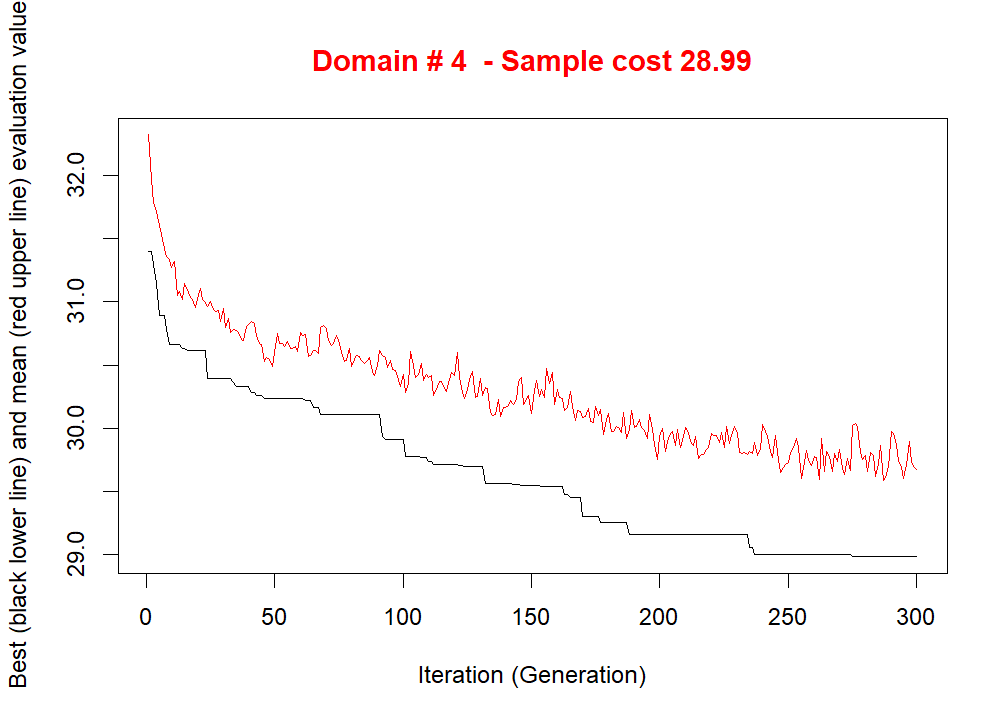 Domain # 4  - Sample cost 28.99
Best (black lower line) and mean (red upper line) evaluation value
32.0
31.0
30.0
29.0
0 50 100 150 200 250 300
Iteration (Generation)